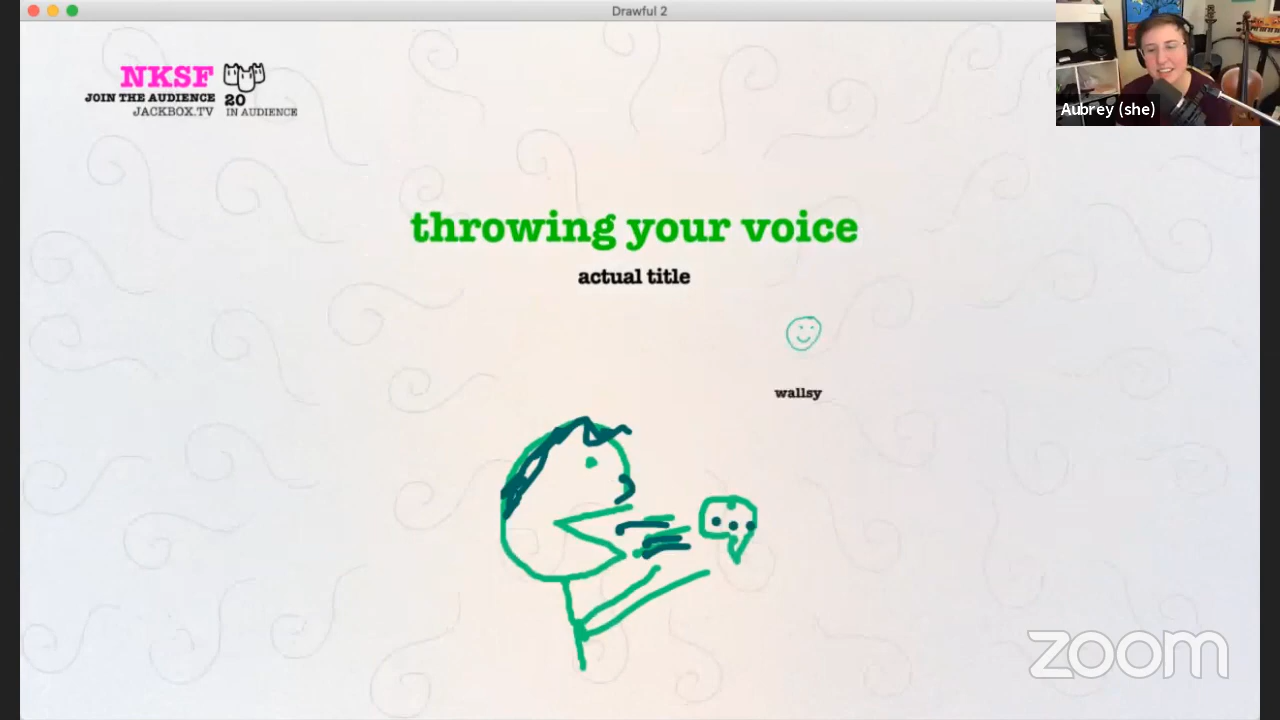 Drawful 2
NKSF
JOIN THE AUDIENCE
JACKBOX.TV
20
IN AUDIENCE
Aubrey (she)
throwing your voice
actual title
wallsy
zoom